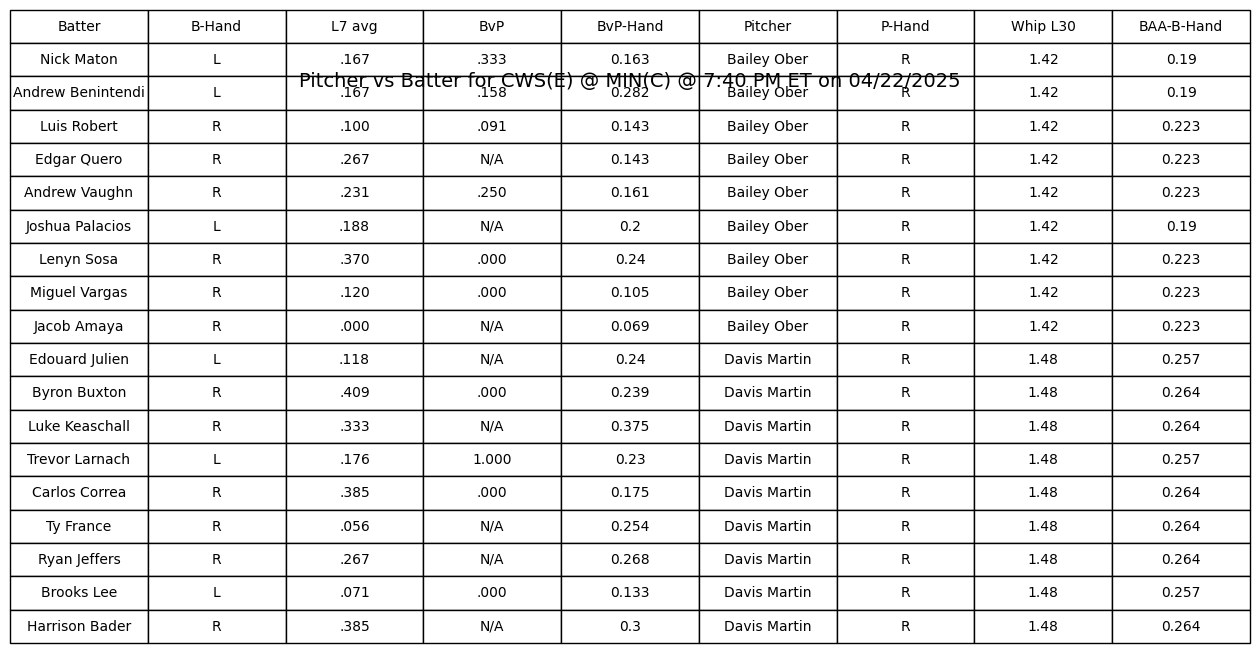 Batter B-Hand L7 avg BvP BvP-Hand Pitcher P-Hand Whip L30 BAA-B-Hand
Nick Maton L .167 .333 0.163 Bailey Ober R 1.42 0.19
Pitcher vs Batter for CWS(E) @ MIN(C) @ 7:40 PM ET on 04/22/2025
Andrew Benintendi L .167 .158 0.282 Bailey Ober R 1.42 0.19
Luis Robert R .100 .091 0.143 Bailey Ober R 1.42 0.223
Edgar Quero R .267 N/A 0.143 Bailey Ober R 1.42 0.223
Andrew Vaughn R .231 .250 0.161 Bailey Ober R 1.42 0.223
Joshua Palacios L .188 N/A 0.2 Bailey Ober R 1.42 0.19
Lenyn Sosa R .370 .000 0.24 Bailey Ober R 1.42 0.223
Miguel Vargas R .120 .000 0.105 Bailey Ober R 1.42 0.223
Jacob Amaya R .000 N/A 0.069 Bailey Ober R 1.42 0.223
Edouard Julien L .118 N/A 0.24 Davis Martin R 1.48 0.257
Byron Buxton R .409 .000 0.239 Davis Martin R 1.48 0.264
Luke Keaschall R .333 N/A 0.375 Davis Martin R 1.48 0.264
Trevor Larnach L .176 1.000 0.23 Davis Martin R 1.48 0.257
Carlos Correa R .385 .000 0.175 Davis Martin R 1.48 0.264
Ty France R .056 N/A 0.254 Davis Martin R 1.48 0.264
Ryan Jeffers R .267 N/A 0.268 Davis Martin R 1.48 0.264
Brooks Lee L .071 .000 0.133 Davis Martin R 1.48 0.257
Harrison Bader R .385 N/A 0.3 Davis Martin R 1.48 0.264